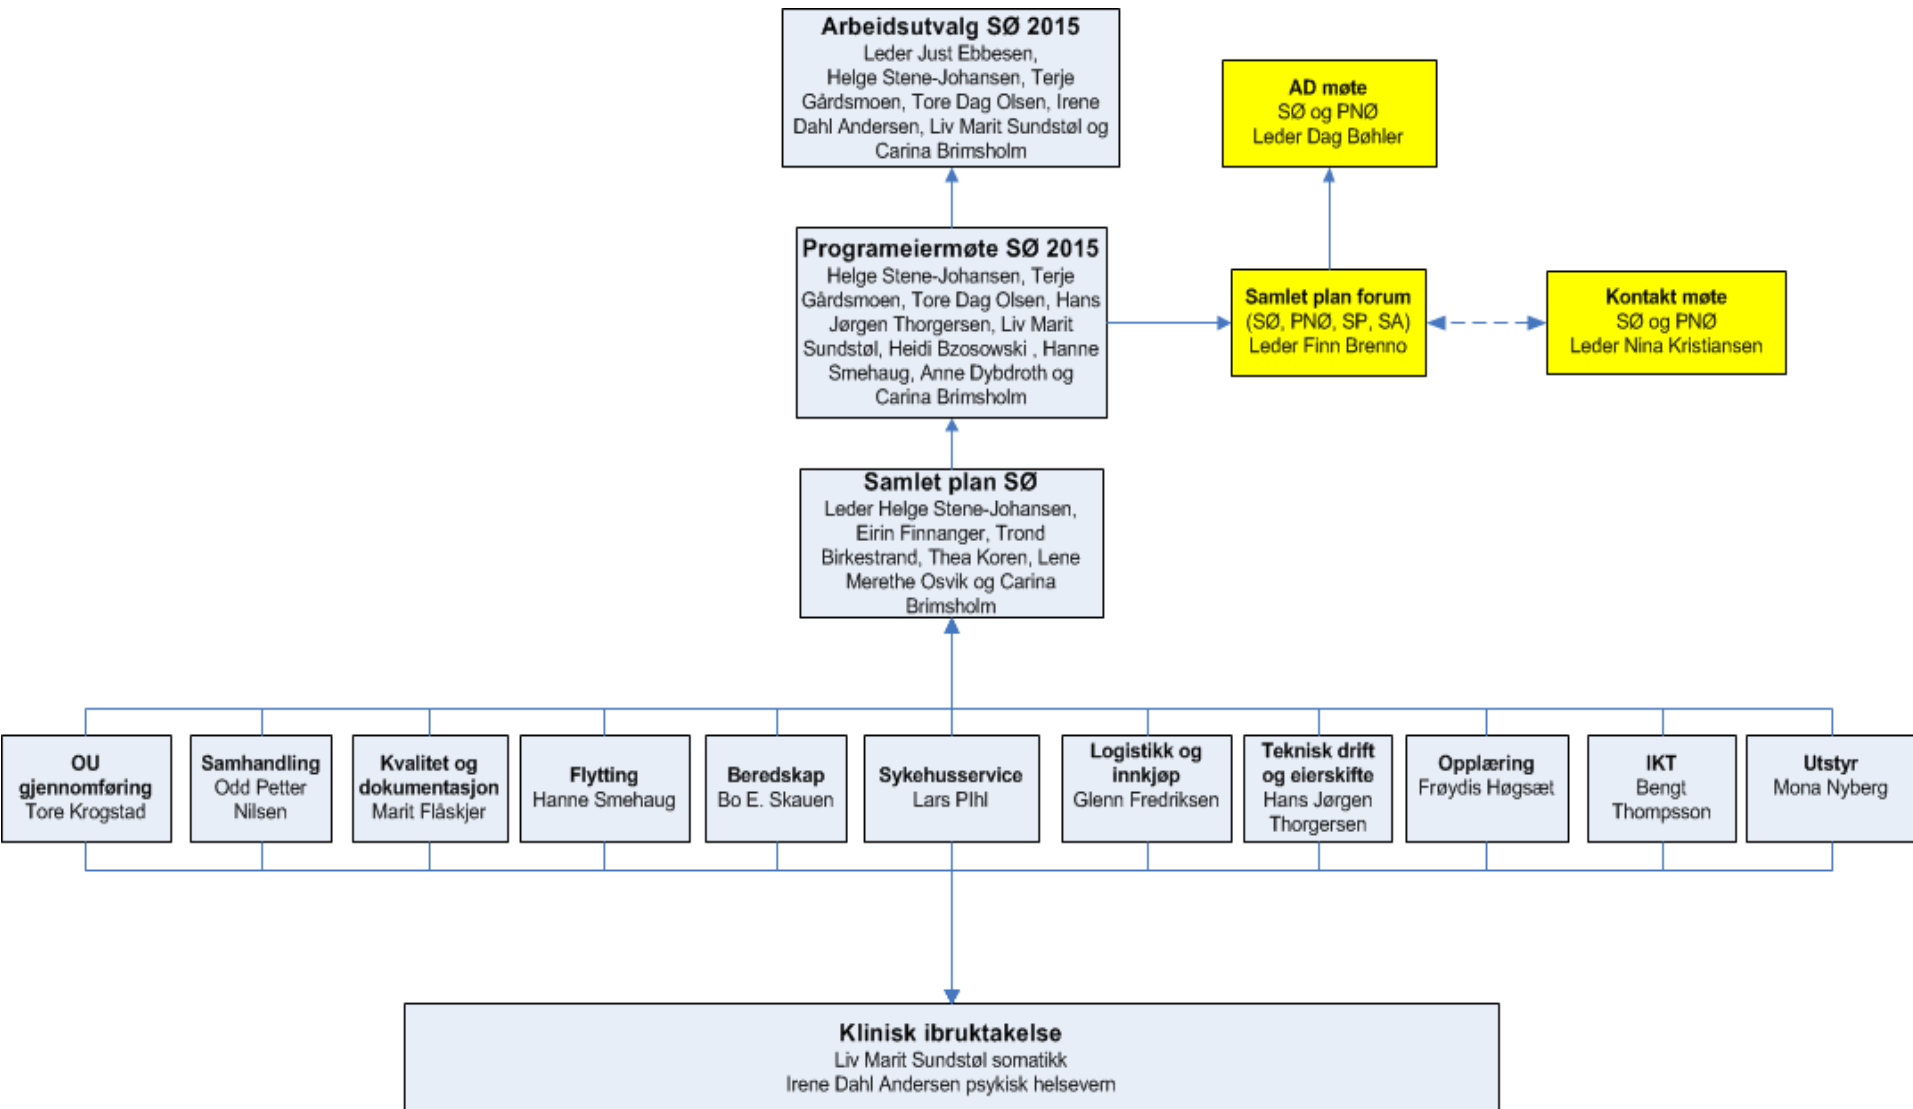 Arbeidsutvalg SØ 2015
Leder Just Ebbesen,
Helge Stene-Johansen, Terje
Gårdsmoen, Tore Dag Olsen, Irene
Dahl Andersen, Liv Marit Sundstøl og
Carina Brimsholm
AD møte
SØ og PNØ
Leder Dag Bøhler
Programeiermøte SØ 2015
Helge Stene-Johansen, Terje
Gårdsmoen, Tore Dag Olsen, Hans
Jørgen Thorgersen, Liv Marit
Sundstøl, Heidi Bzosowski , Hanne
Smehaug, Anne Dybdroth og
Carina Brimsholm
Samlet plan forum
(SØ, PNØ, SP, SA)
Leder Finn Brenno
Kontakt møte
SØ og PNØ
Leder Nina Kristiansen
Samlet plan SØ
Leder Helge Stene-Johansen,
Eirin Finnanger, Trond
Birkestrand, Thea Koren, Lene
Merethe Osvik og Carina
Brimsholm
OU
gjennomføring
Tore Krogstad
Samhandling
Odd Petter
Nilsen
Kvalitet og
dokumentasjon
Marit Flåskjer
Flytting
Hanne Smehaug
Beredskap
Bo E. Skauen
Sykehusservice
Lars PIhl
Logistikk og
innkjøp
Glenn Fredriksen
Teknisk drift
og eierskifte
Hans Jørgen
Thorgersen
Opplæring
Frøydis Høgsæt
IKT
Bengt
Thompsson
Utstyr
Mona Nyberg
Klinisk ibruktakelse
Liv Marit Sundstøl somatikk
Irene Dahl Andersen psykisk helsevern